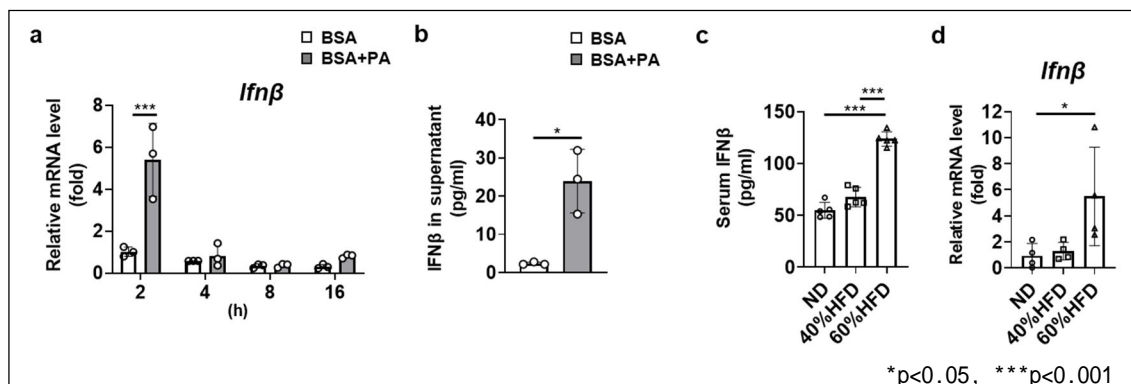 a
BSA
BSA+PA
Ifnβ
Relative mRNA level
(fold)
8
6
4
2
0
***
2 4 8 16
(h)
b
BSA
BSA+PA
IFNβ in supernatant
(pg/ml)
40
30
20
10
0
*
c
Serum IFNβ
(pg/ml)
150
100
50
0
***
***
ND
40%HFD
60%HFD
d
Ifnβ
Relative mRNA level
(fold)
12
10
8
6
4
2
0
*
ND
40%HFD
60%HFD
*p<0.05, ***p<0.001